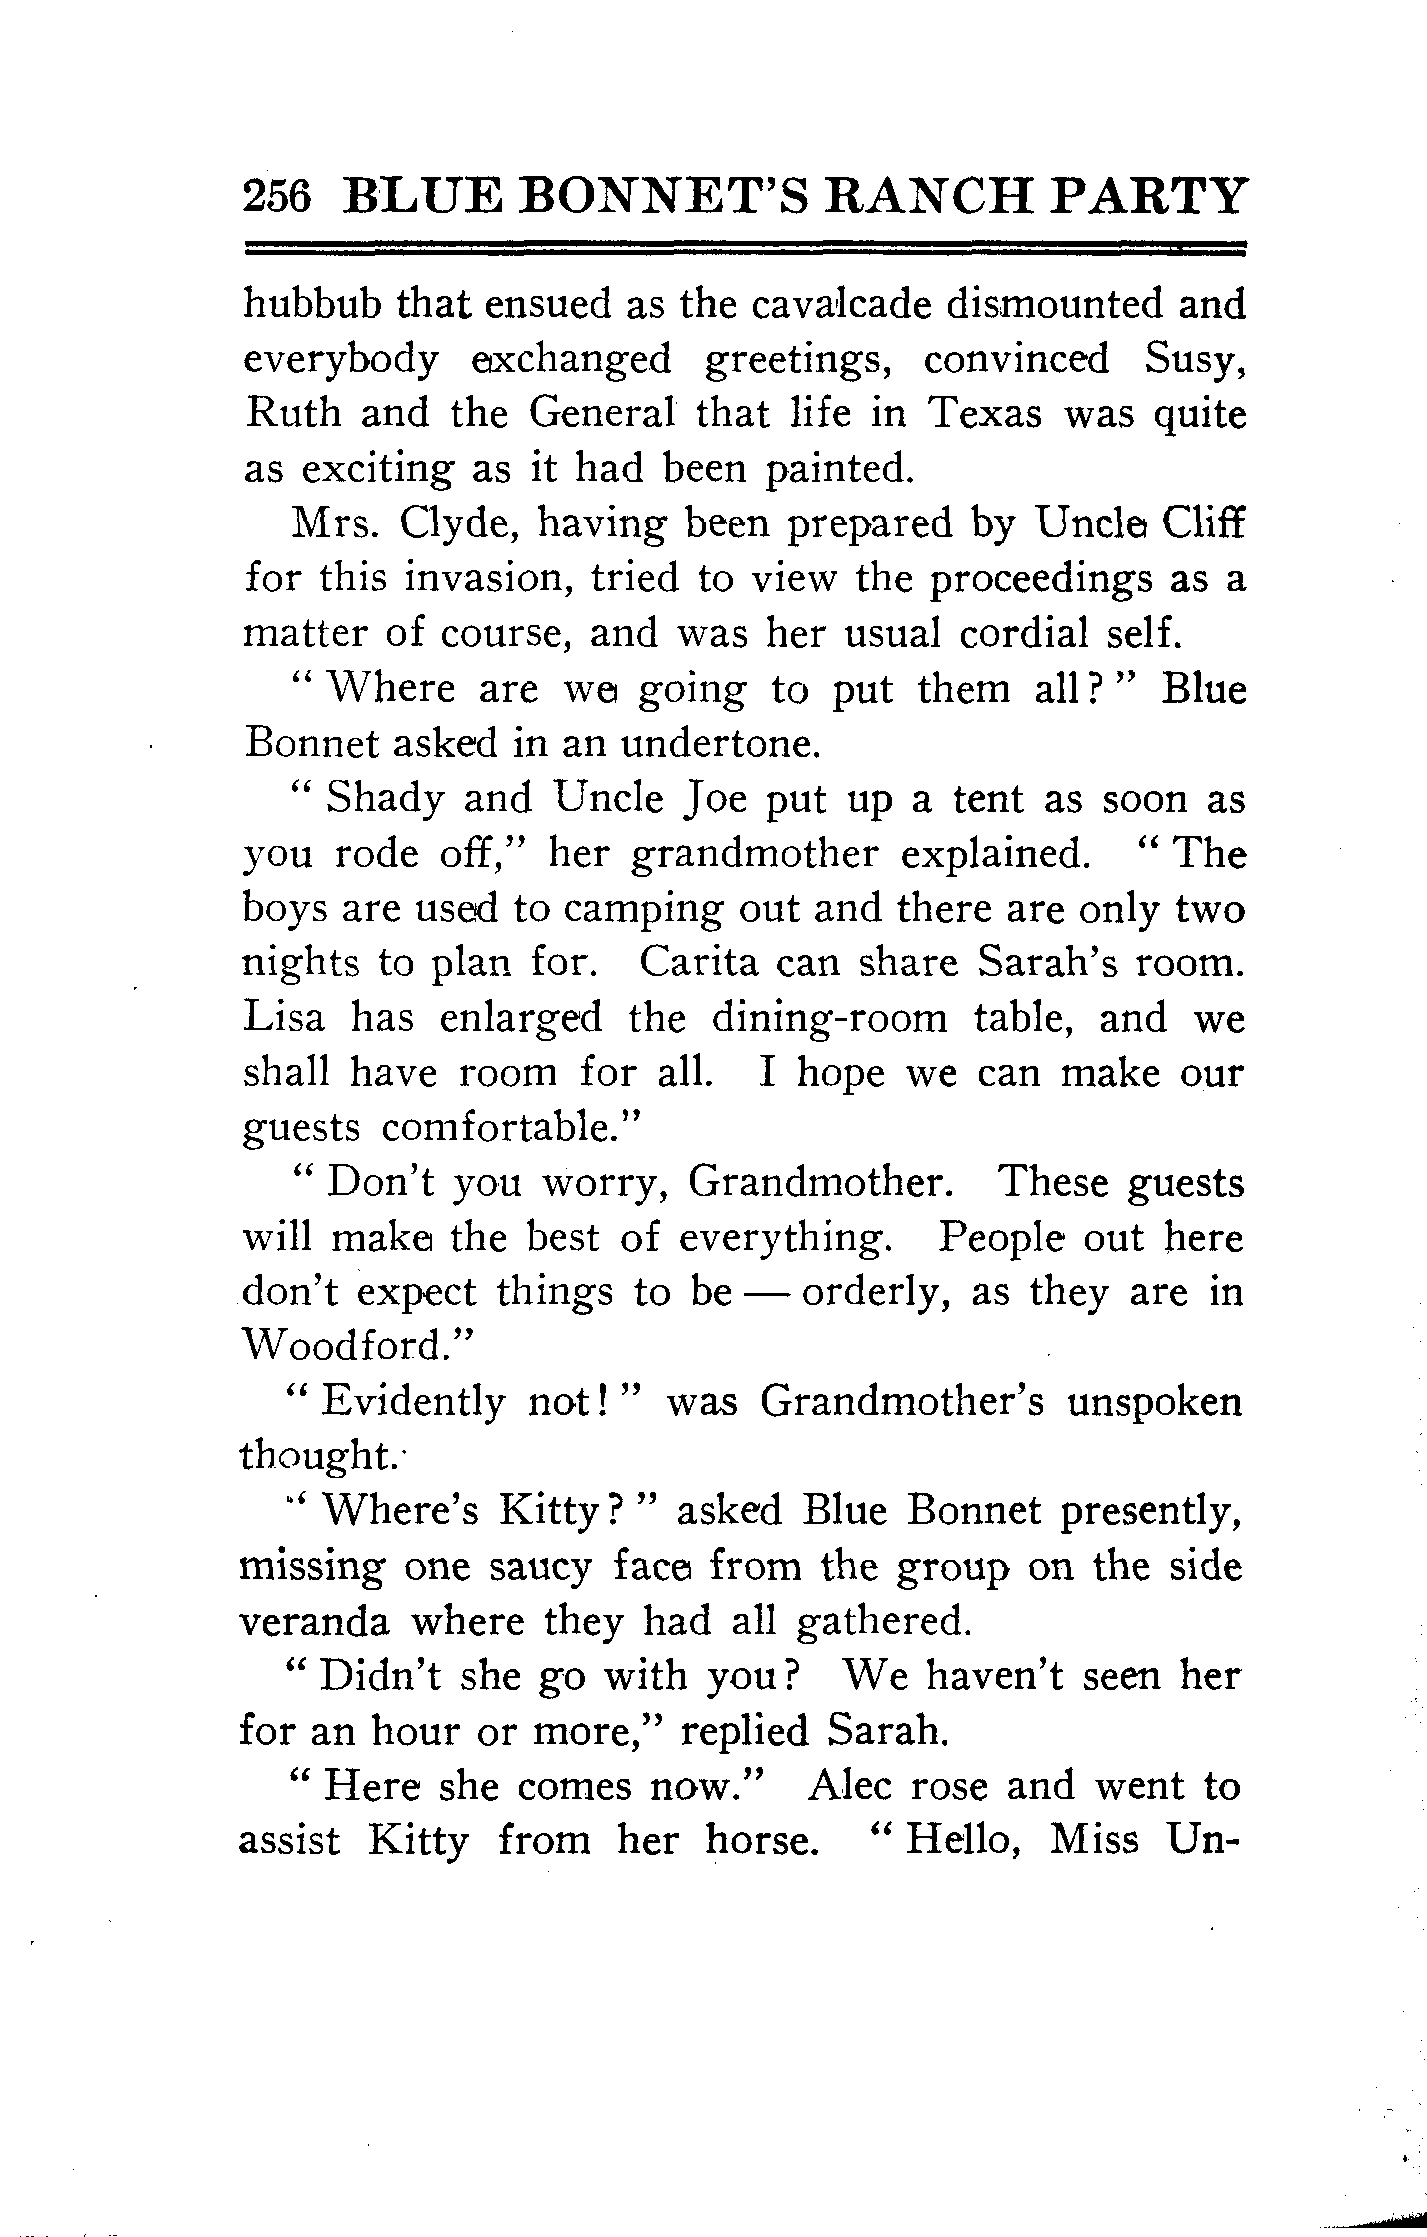 256 BLUE BONNET'S RANCH PARTY
hubbub that ensued as the cavalcade dismounted and
everybody exchanged greetings, convinced Susy,
Ruth and the General that life in Texas was quite
as exciting as it had been painted.
Mrs. Clyde, having been prepared by Uncle Cliff
for this invasion, tried to view the proceedings as a
matter of course, and was her usual cordial self.
" Where are we going to put them all? " Blue
Bonnet asked in an undertone.
" Shady and Uncle Joe put up a tent as soon as
you rode off," her grandmother explained. " The
boys are used to camping out and there are only two
nights to plan for. Carita can share Sarah's room.
Lisa has enlarged the dining-room table, and we
shall have room for all. I hope we can make our
guests comfortable."
" Don't you worry, Grandmother. These guests
will make the best of everything. People out here
don't expect things to be — orderly, as they are in
Woodford."
" Evidently not! " was Grandmother's unspoken
thought.
" Where's Kitty? " asked Blue Bonnet presently,
missing one saucy face from the group on the side
veranda where they had all gathered.
" Didn't she go with you? We haven't seen her
for an hour or more," replied Sarah.
" Here she comes now." Alec rose and went to
assist Kitty from her horse. " Hello, Miss Un-